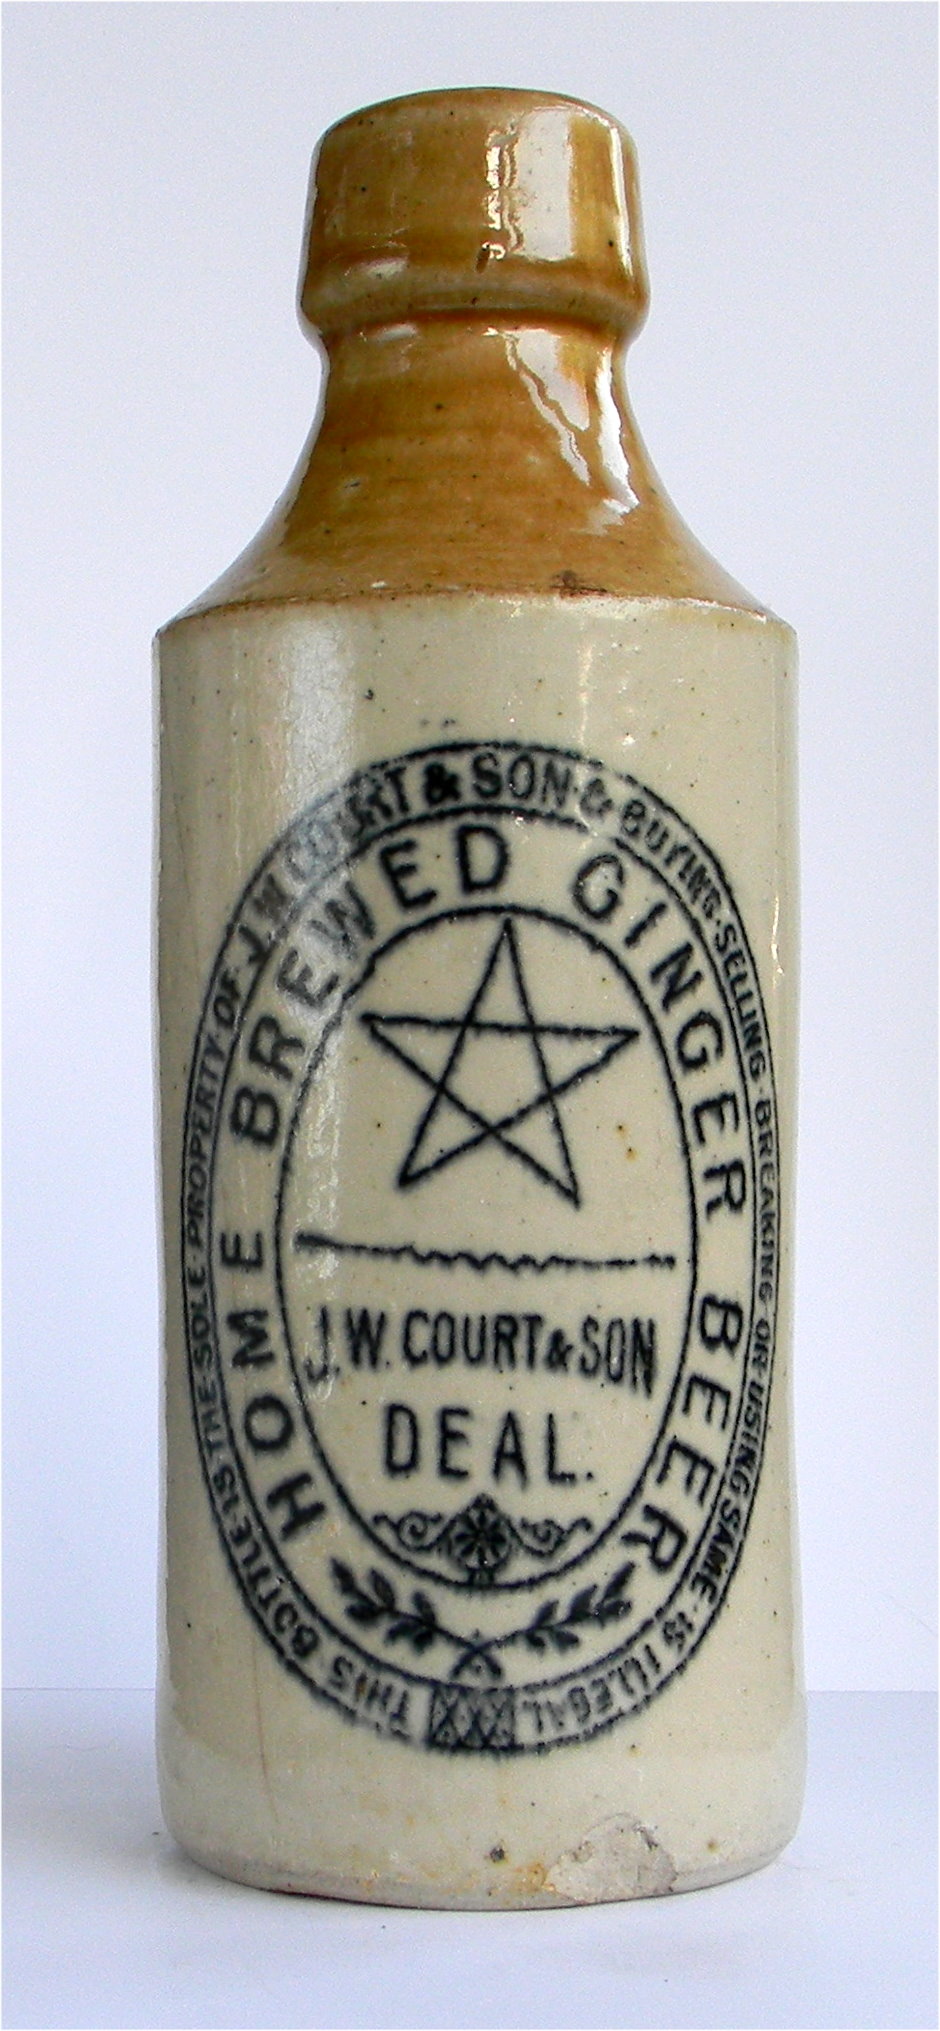 THIS BOTTLE·IS·THE·SOLE·PROPERTY·OF·J.W.COURT & SON·& BUYING·SELLING·BREAKING·OR·USING SAME·IS ILLEGAL
HOME BREWED GINGER BEER
J.W. COURT & SON
DEAL.